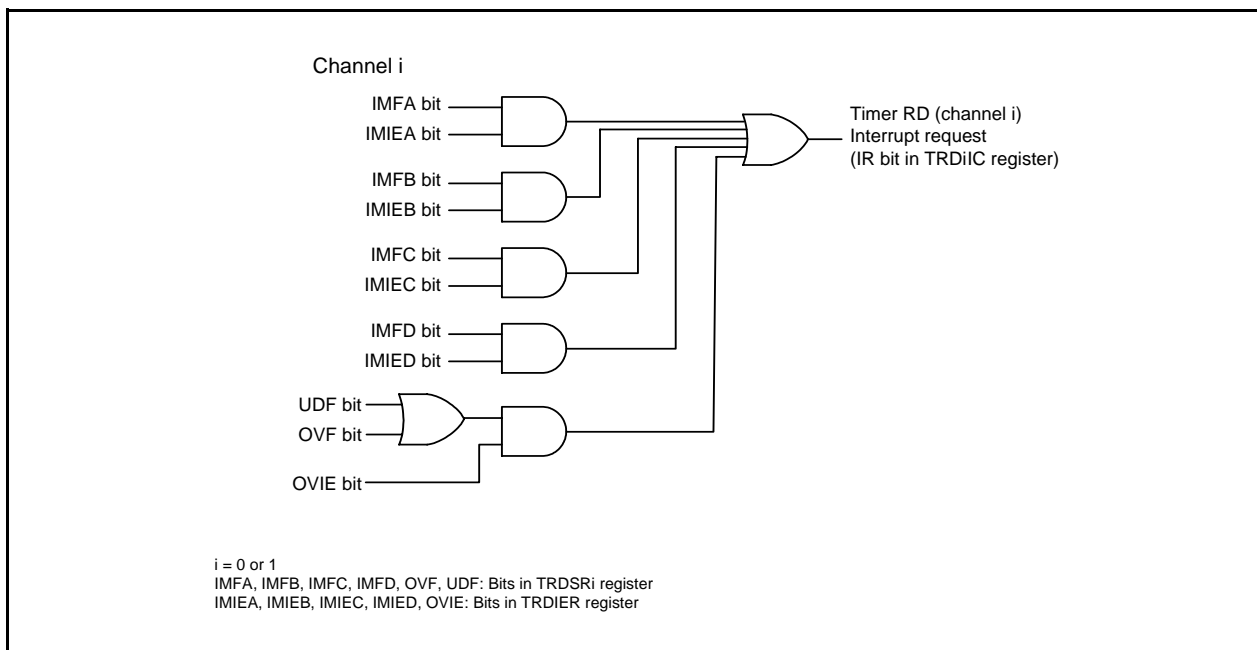 Channel i
IMFA bit
IMIEA bit
IMFB bit
IMIEB bit
IMFC bit
IMIEC bit
IMFD bit
IMIED bit
UDF bit
OVF bit
OVIE bit
Timer RD (channel i)
Interrupt request
(IR bit in TRDiIC register)
i = 0 or 1
IMFA, IMFB, IMFC, IMFD, OVF, UDF: Bits in TRDSRi register
IMIEA, IMIEB, IMIEC, IMIED, OVIE: Bits in TRDIER register